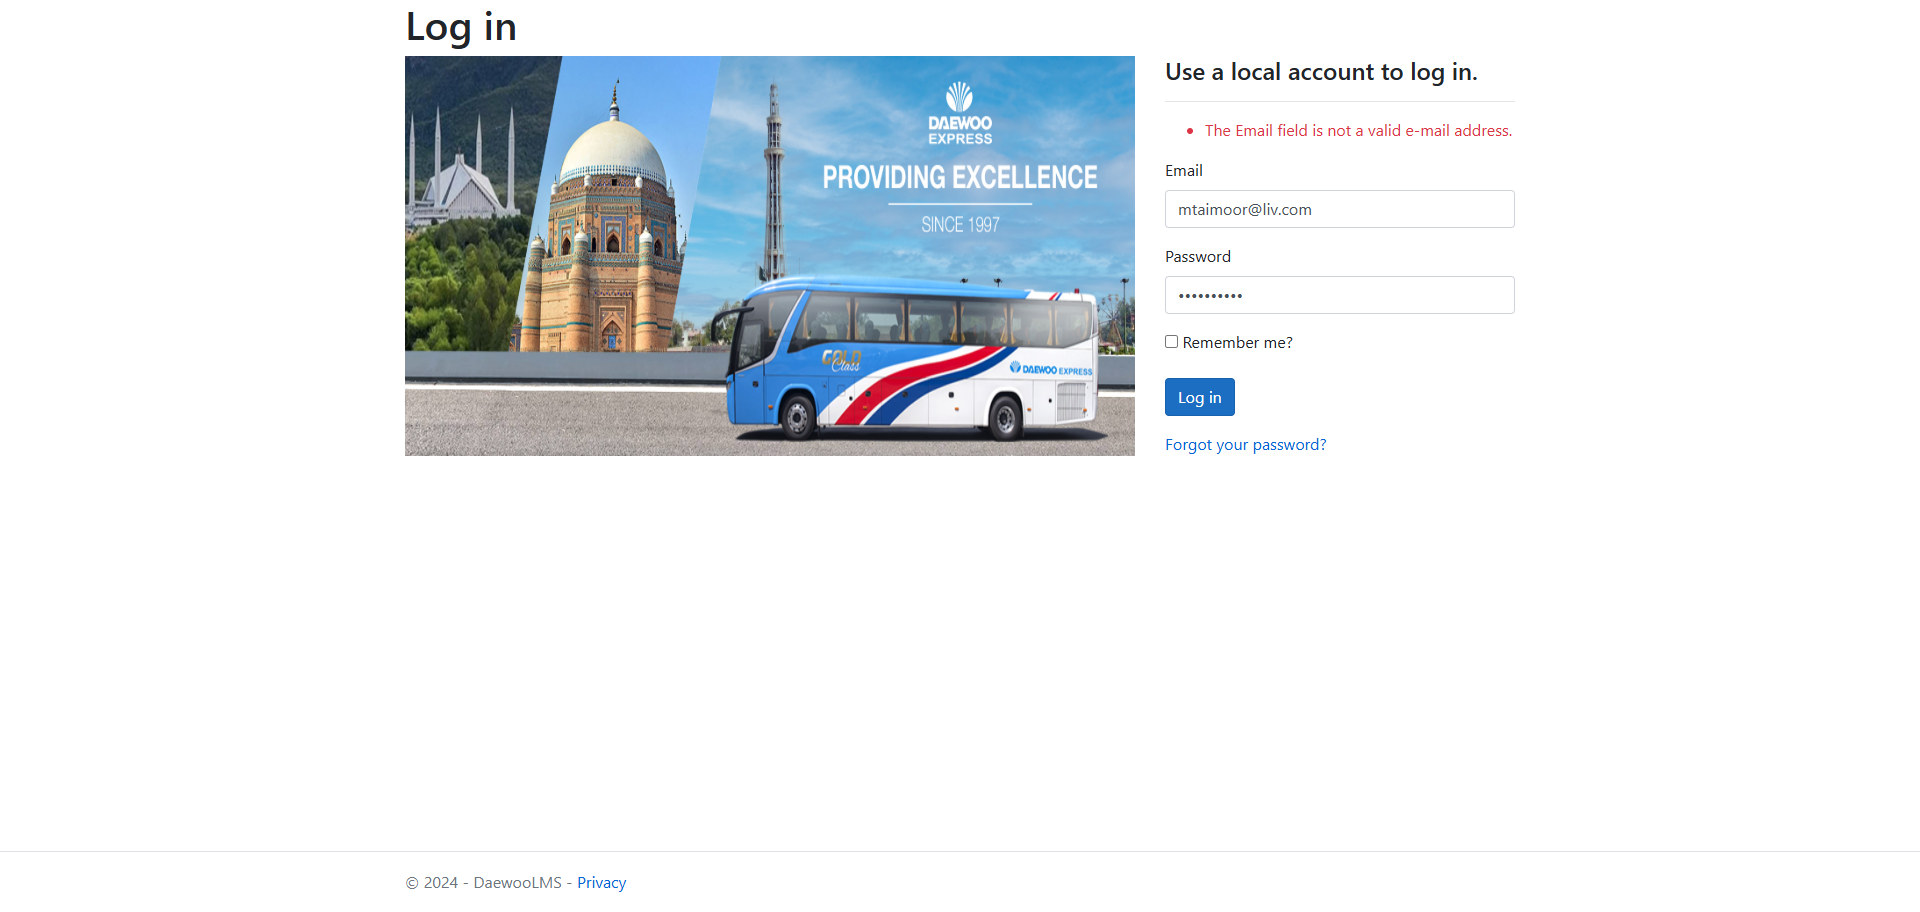 Log in
DAEWOO
EXPRESS
PROVIDING EXCELLENCE
SINCE 1997
GOLD
Class
DAEWOO EXPRESS
Use a local account to log in.
The Email field is not a valid e-mail address.
Email
mtaimoor@liv.com
Password
••••••••••
Remember me?
Log in
Forgot your password?
© 2024 - DaewooLMS - Privacy